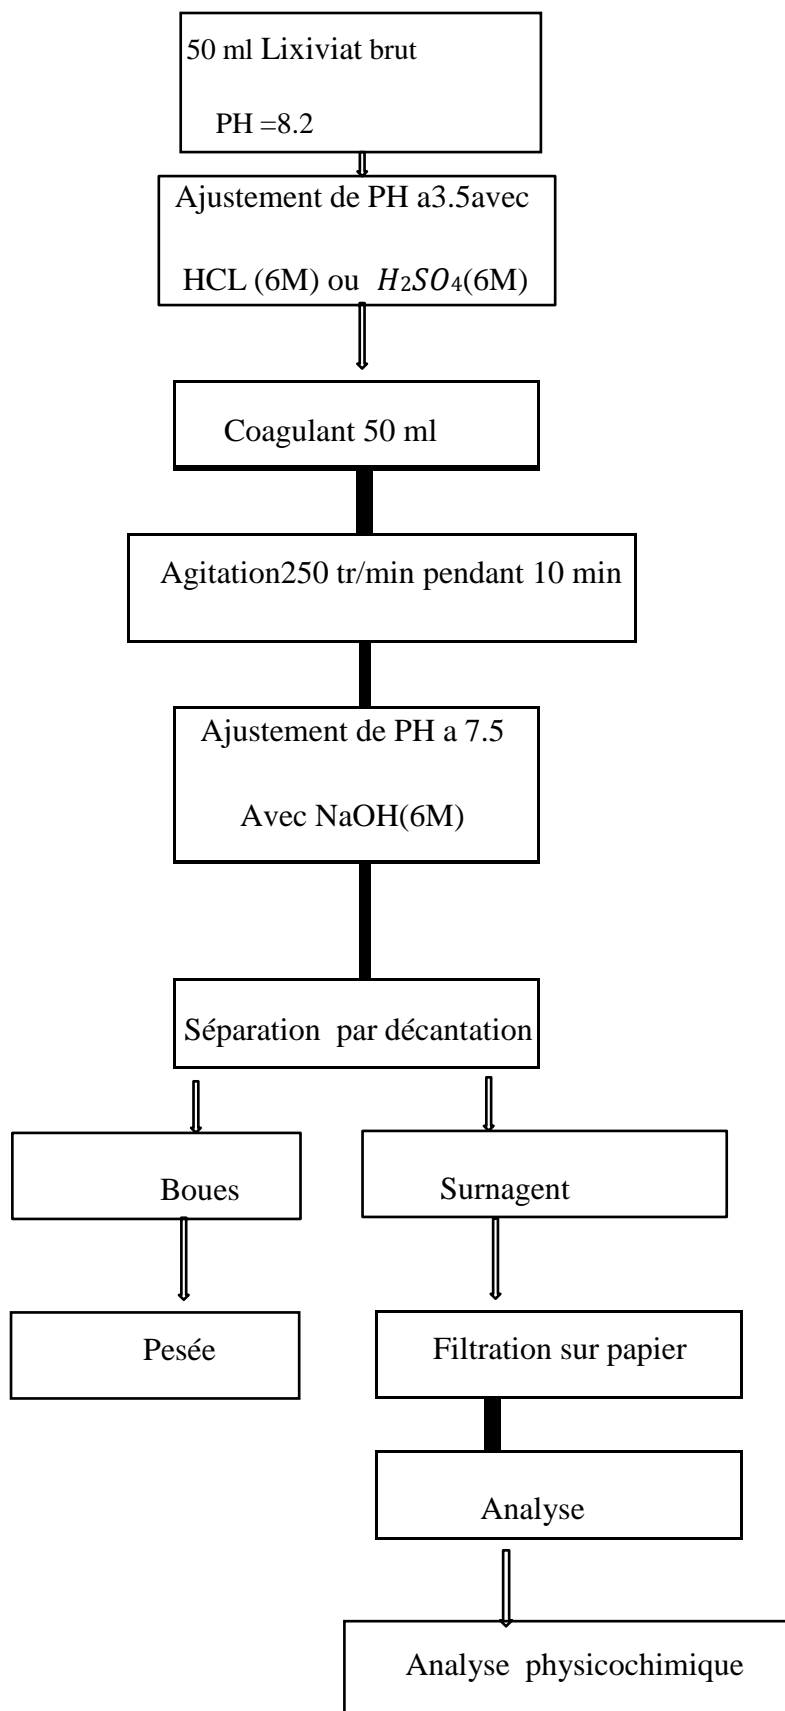 50 ml Lixiviat brut
PH =8.2
Ajustement de PH a3.5avec
HCL (6M) ou H₂SO₄(6M)
Coagulant 50 ml
Agitation250 tr/min pendant 10 min
Ajustement de PH a 7.5
Avec NaOH(6M)
Séparation par décantation
Boues
Surnagent
Pesée
Filtration sur papier
Analyse
Analyse physicochimique